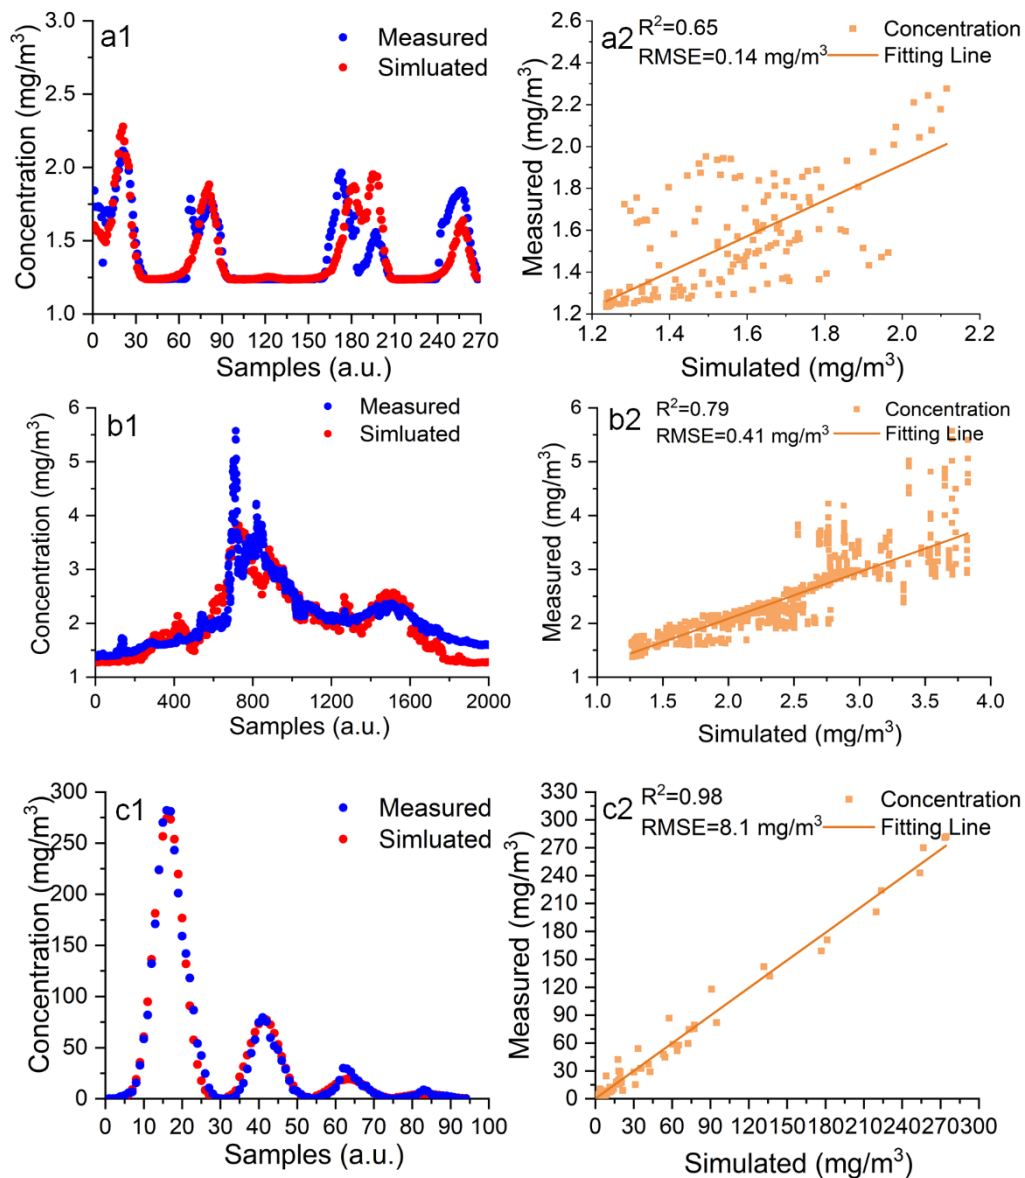 a1
Measured
Simluated
Concentration (mg/m³)
3.0
2.5
2.0
1.5
1.0
0 30 60 90 120 150 180 210 240 270
Samples (a.u.)
a2
R²=0.65
RMSE=0.14 mg/m³
Concentration
Fitting Line
Measured (mg/m³)
2.6
2.4
2.2
2.0
1.8
1.6
1.4
1.2
1.2 1.4 1.6 1.8 2.0 2.2
Simulated (mg/m³)
b1
Measured
Simluated
Concentration (mg/m³)
6
5
4
3
2
1
0 400 800 1200 1600 2000
Samples (a.u.)
b2
R²=0.79
RMSE=0.41 mg/m³
Concentration
Fitting Line
Measured (mg/m³)
6
5
4
3
2
1
1.0 1.5 2.0 2.5 3.0 3.5 4.0
Simulated (mg/m³)
c1
Measured
Simluated
Concentration (mg/m³)
300
250
200
150
100
50
0
0 10 20 30 40 50 60 70 80 90 100
Samples (a.u.)
c2
R²=0.98
RMSE=8.1 mg/m³
Concentration
Fitting Line
Measured (mg/m³)
330
300
270
240
210
180
150
120
90
60
30
0
0 30 60 90 120 150 180 210 240 270 300
Simulated (mg/m³)